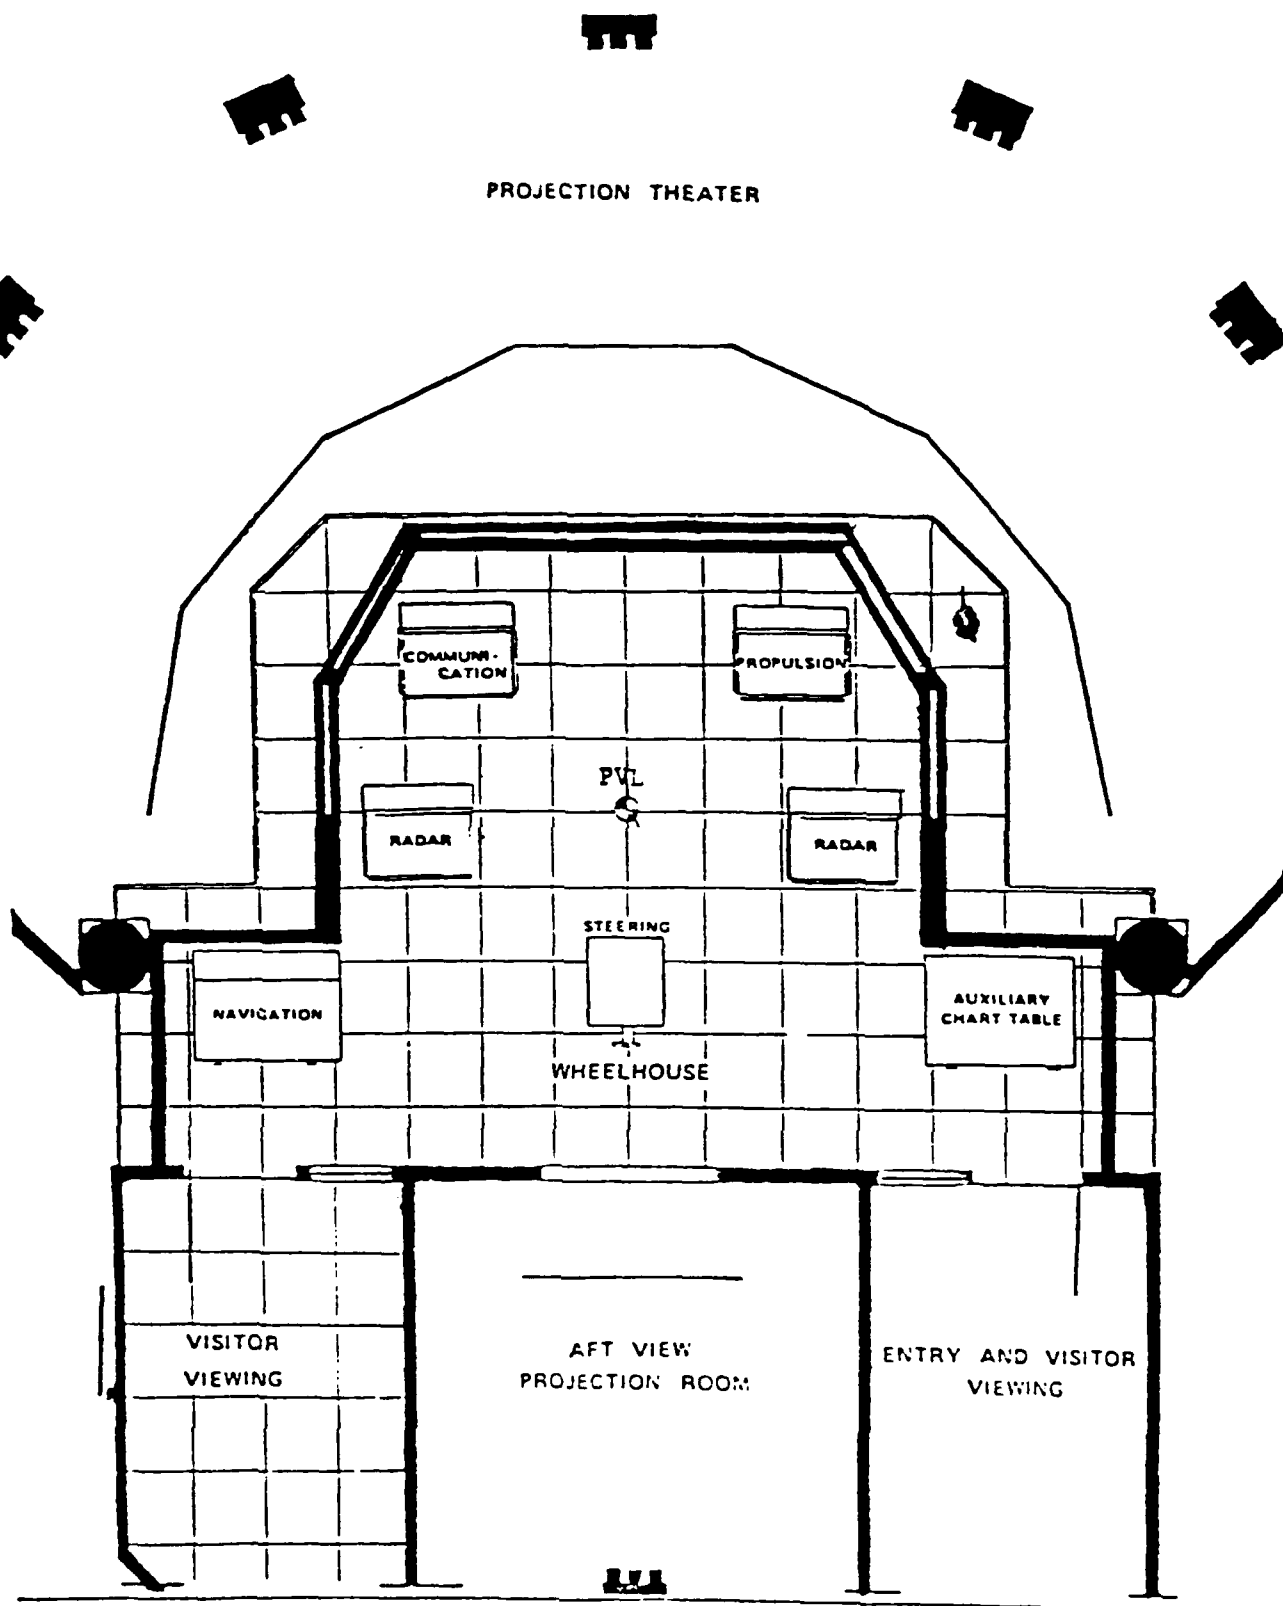 PROJECTION THEATER
COMMUNI-
CATION
PROPULSION
PVL
RADAR
RADAR
STEERING
NAVIGATION
AUXILIARY
CHART TABLE
WHEELHOUSE
VISITOR
VIEWING
AFT VIEW
PROJECTION ROOM
ENTRY AND VISITOR
VIEWING